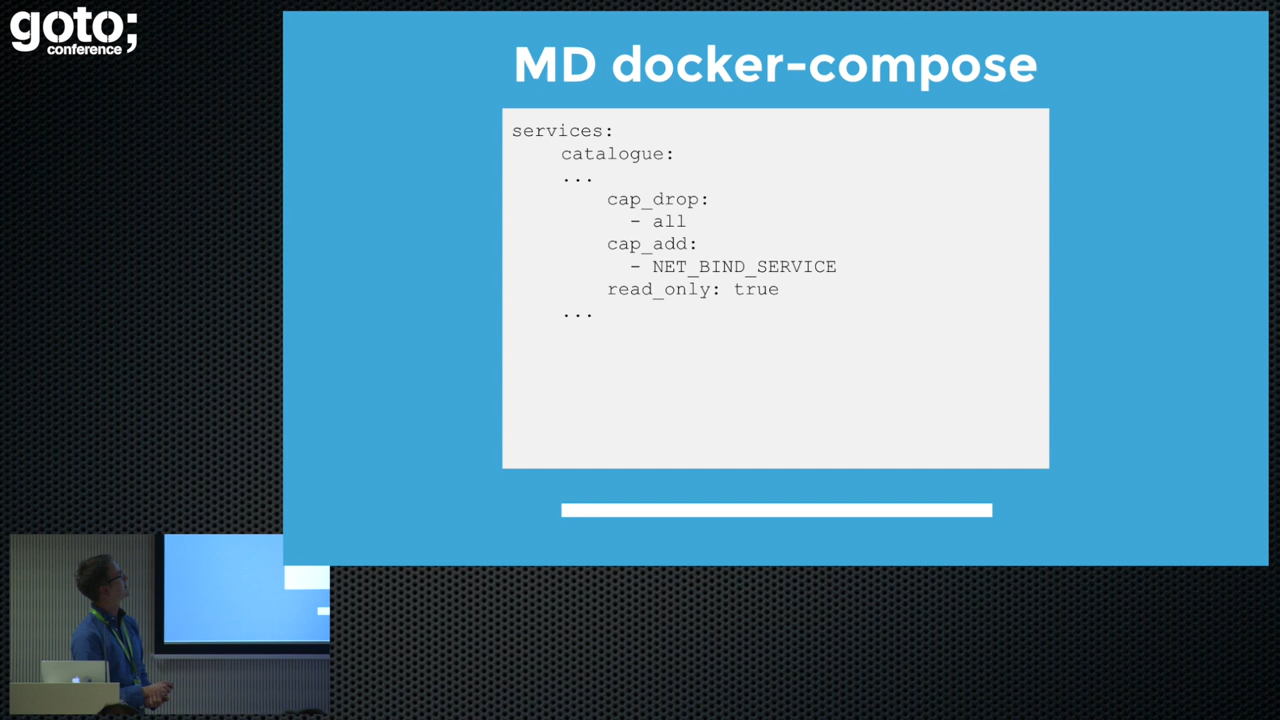 goto;
conference
MD docker-compose
services:
catalogue:
...
cap_drop:
- all
cap_add:
- NET_BIND_SERVICE
read_only: true
...